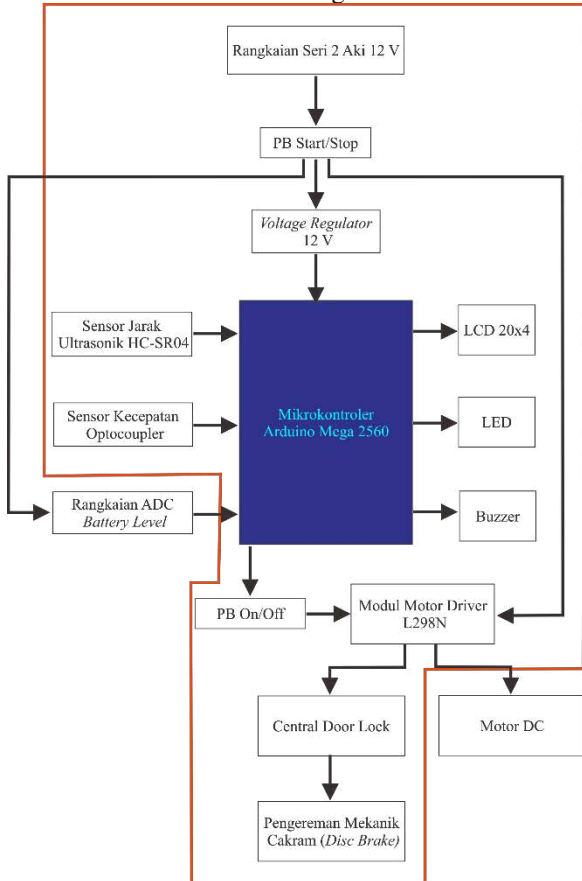 Rangkaian Seri 2 Aki 12 V
PB Start/Stop
Voltage Regulator
12 V
Sensor Jarak
Ultrasonik HC-SR04
Mikrokontroler
Arduino Mega 2560
LCD 20x4
Sensor Kecepatan
Optocoupler
LED
Rangkaian ADC
Battery Level
Buzzer
PB On/Off
Modul Motor Driver
L298N
Central Door Lock
Motor DC
Pengereman Mekanik
Cakram (Disc Brake)